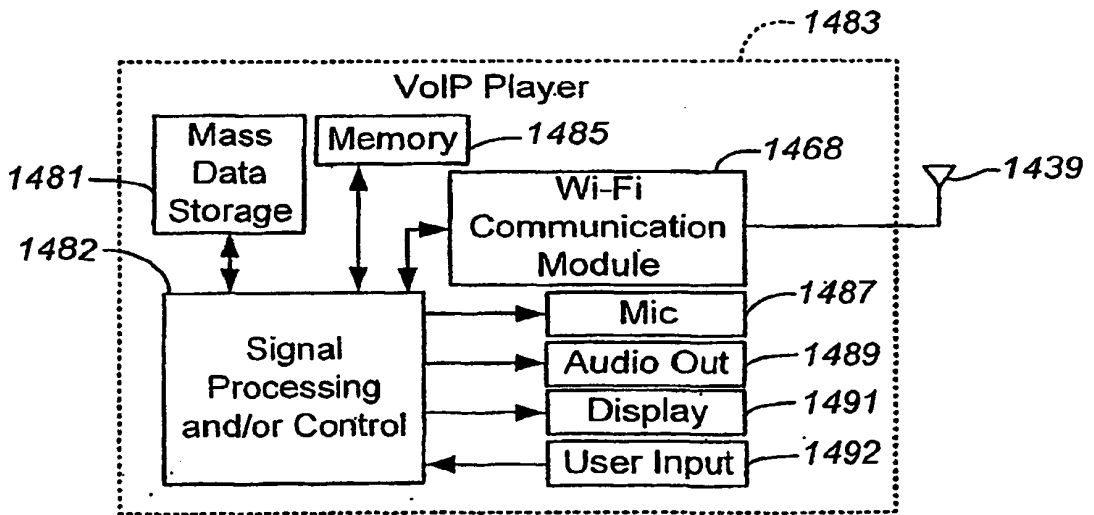 1483
VoIP Player
Mass
Data
Storage
1481
Memory
1485
1468
Wi-Fi
Communication
Module
1439
1482
Signal
Processing
and/or Control
Mic
1487
Audio Out
1489
Display
1491
User Input
1492